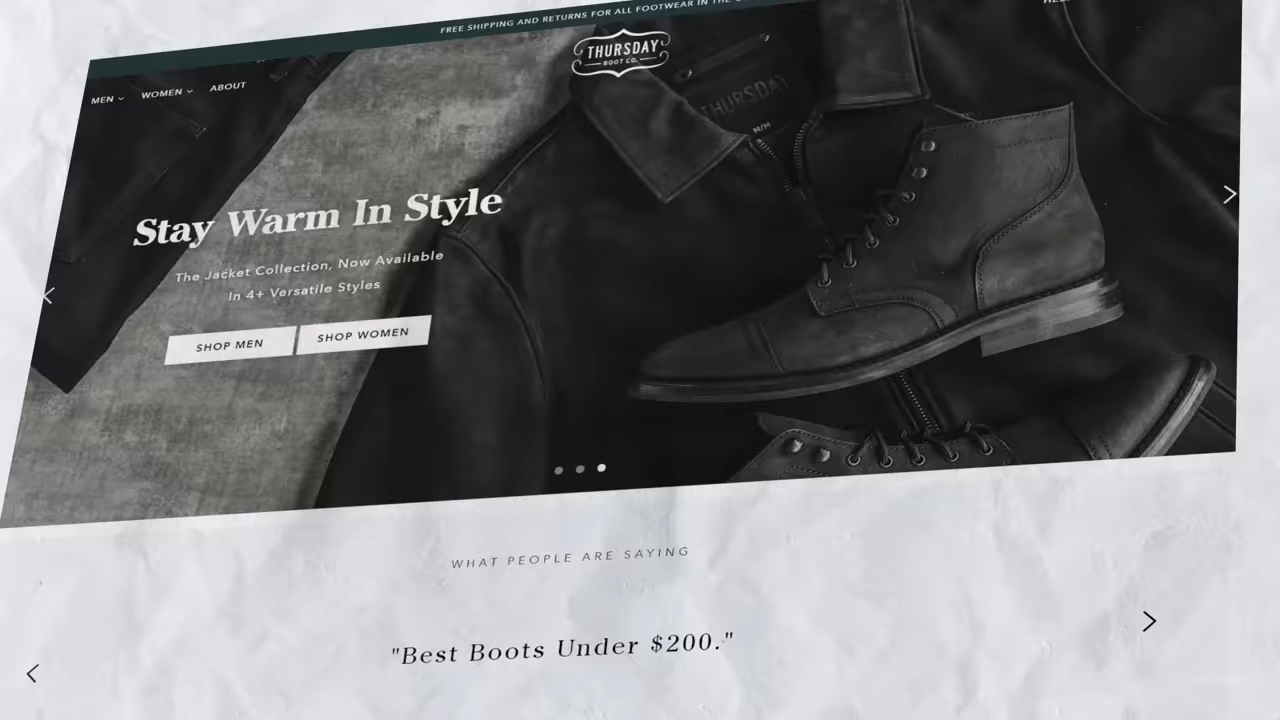 FREE SHIPPING AND RETURNS FOR ALL FOOTWEAR IN THE
THURSDAY
BOOT CO.
MEN
WOMEN
ABOUT
THURSDAY
M/M
Stay Warm In Style
The Jacket Collection, Now Available
In 4+ Versatile Styles
SHOP MEN
SHOP WOMEN
WHAT PEOPLE ARE SAYING
"Best Boots Under $200."